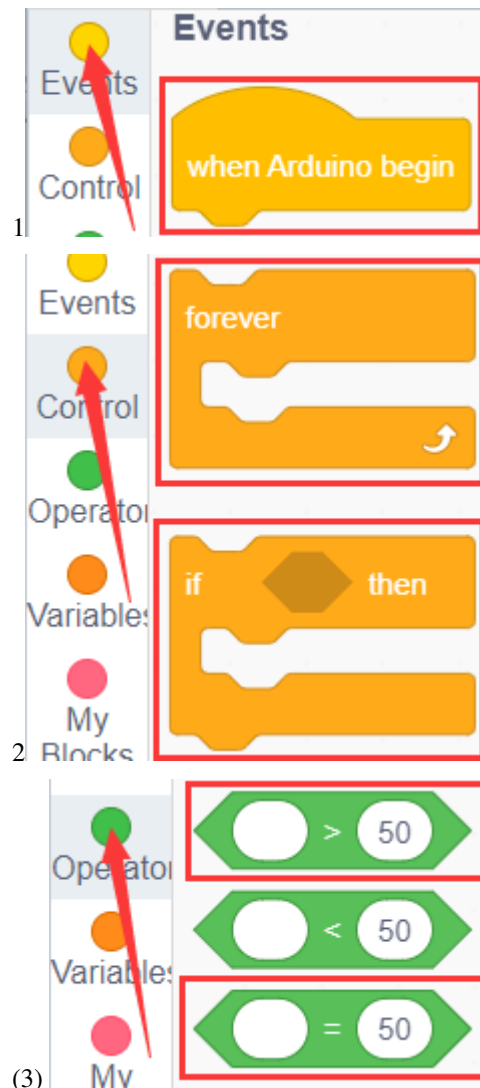 Events
Events
when Arduino begin
Control
1
Events
forever
Control
Operator
if then
Variables
My
Blocks
2
> 50
Operator
< 50
Variables
= 50
My
(3)